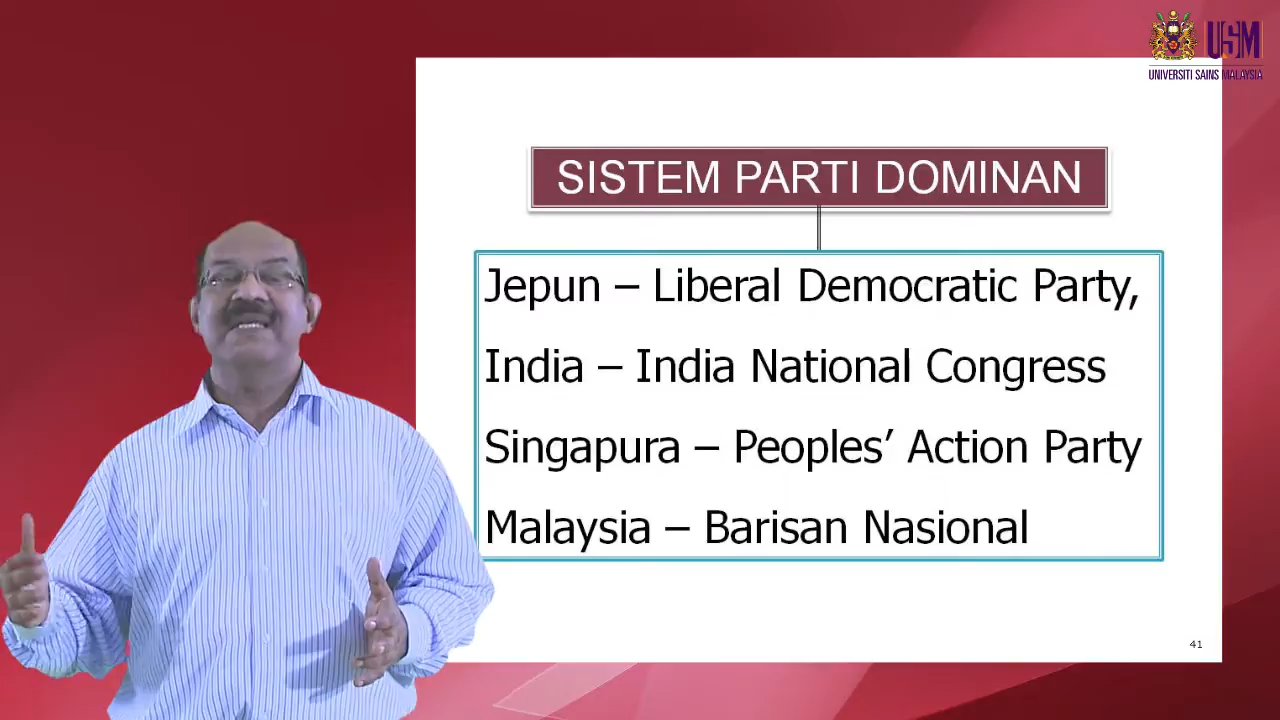 USM
UNIVERSITI SAINS MALAYSIA
SISTEM PARTI DOMINAN
Jepun – Liberal Democratic Party,
India – India National Congress
Singapura – Peoples’ Action Party
Malaysia – Barisan Nasional
41